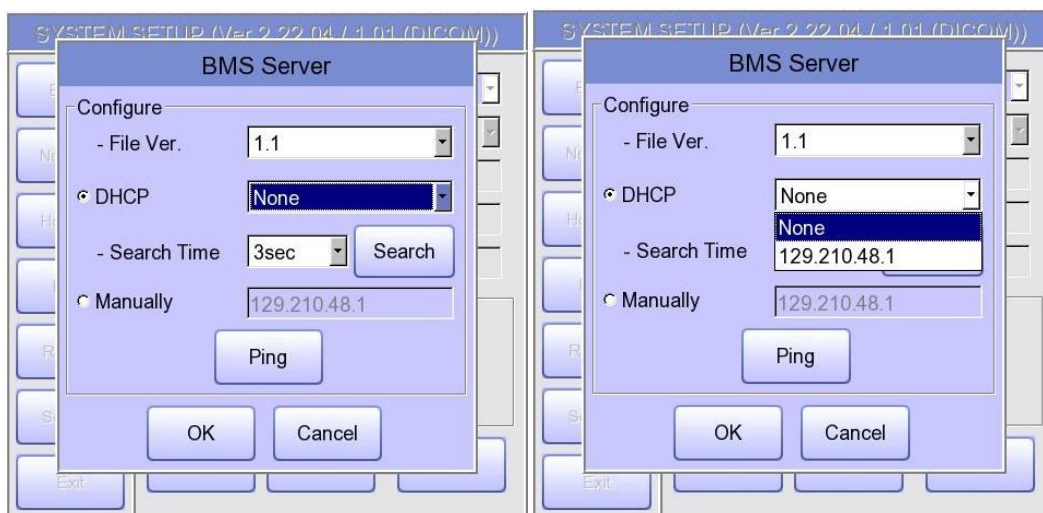 SYSTEM SETUP (Ver 2.22.04 / 1.01 (DICOM))
BMS Server
Configure
- File Ver. 1.1
DHCP None
- Search Time 3sec Search
Manually 129.210.48.1
Ping
OK Cancel
Exit
SYSTEM SETUP (Ver 2.22.04 / 1.01 (DICOM))
BMS Server
Configure
- File Ver. 1.1
DHCP None
None
- Search Time 129.210.48.1
Manually 129.210.48.1
Ping
OK Cancel
Exit